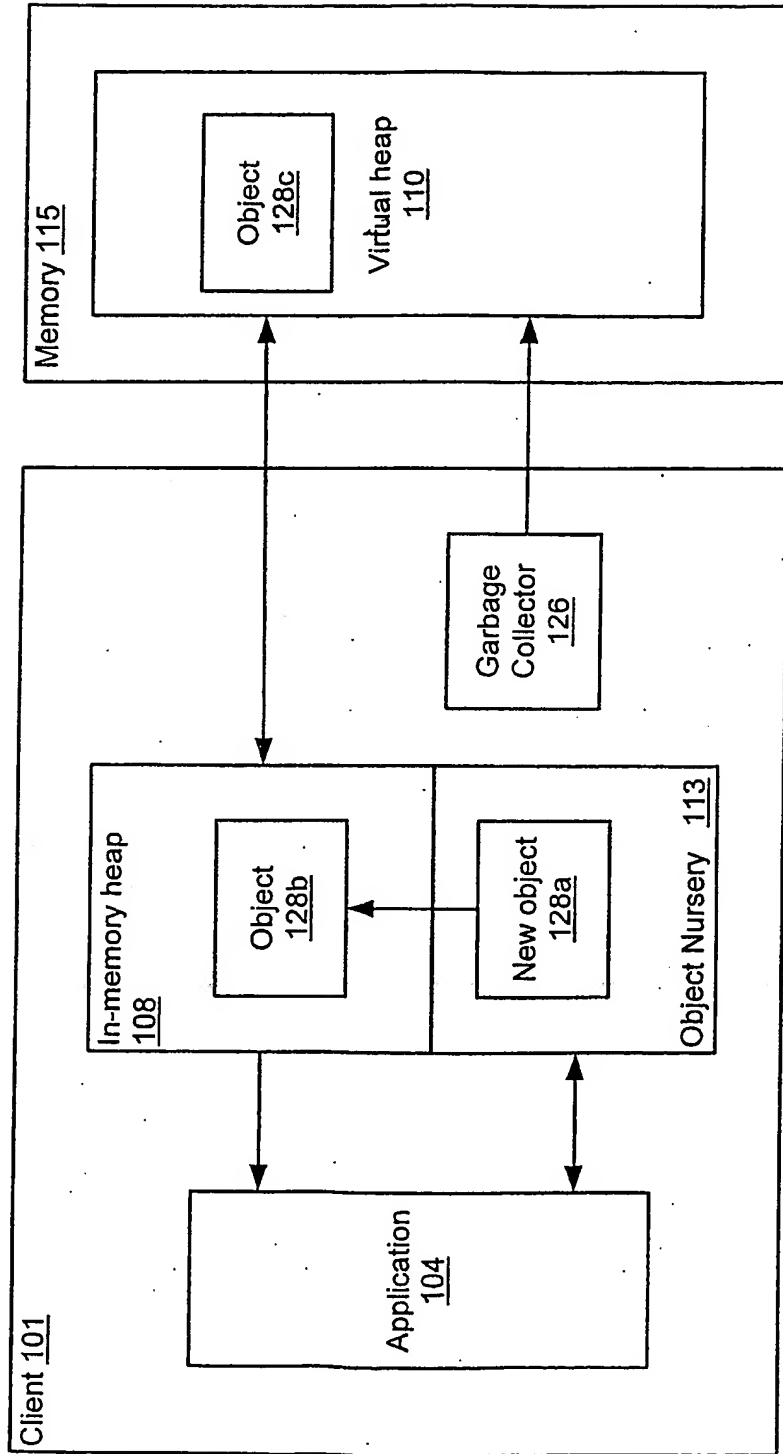 Client 101
Application
104
In-memory heap
108
Object
128b
New object
128a
Object Nursery 113
Garbage
Collector
126
Memory 115
Object
128c
Virtual heap
110